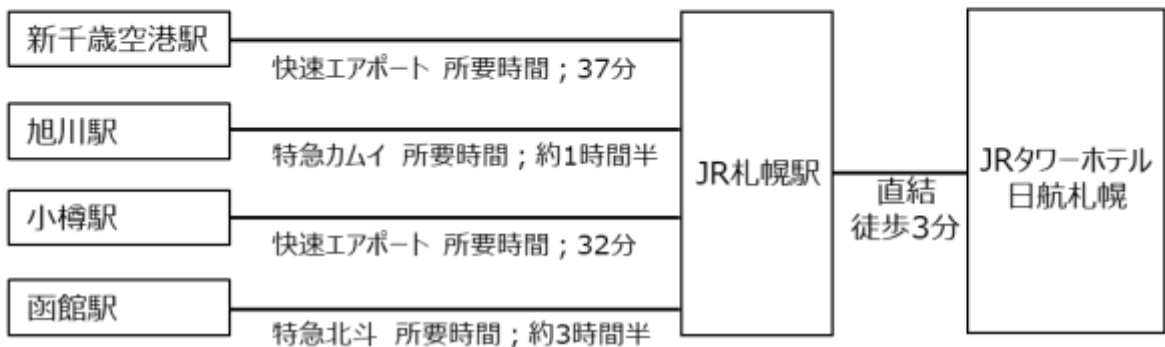 新千歳空港駅
快速エアポート 所要時間；37分
旭川駅
特急カムイ 所要時間；約1時間半
小樽駅
快速エアポート 所要時間；32分
函館駅
特急北斗 所要時間；約3時間半
JR札幌駅
直結
徒歩3分
JRタワーホテル
日航札幌